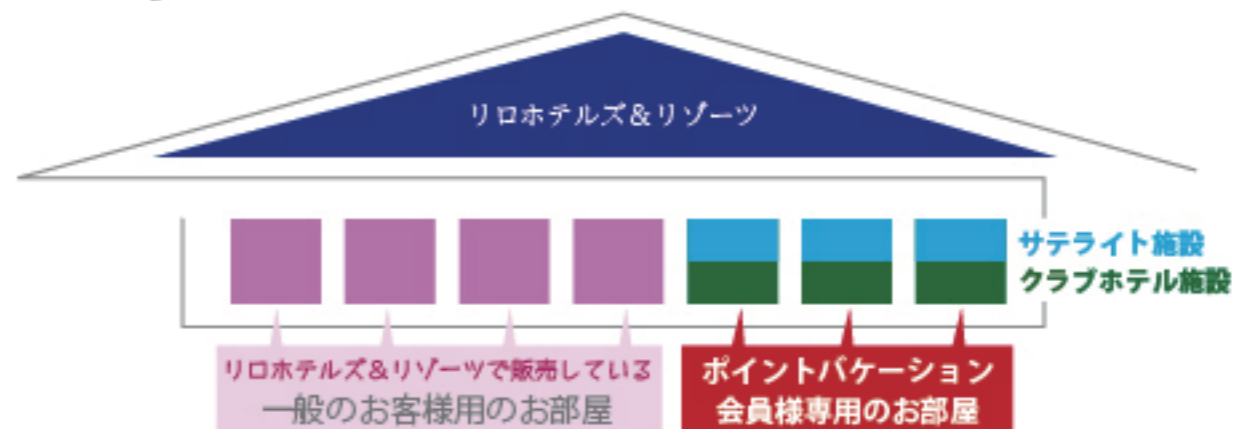 リロホテルズ&リゾーツ
サテライト施設
クラブホテル施設
リロホテルズ&リゾーツで販売している
一般のお客様用のお部屋
ポイントバケーション
会員様専用のお部屋